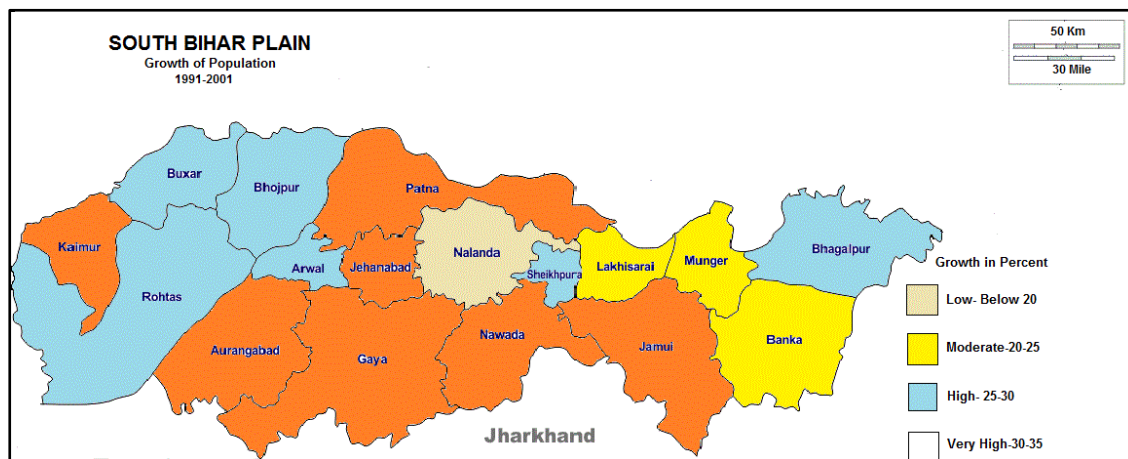 SOUTH BIHAR PLAIN
Growth of Population
1991-2001
50 Km
30 Mile
Buxar
Bhojpur
Patna
Kaimur
Nalanda
Bhagalpur
Arwal
Jehanabad
Sheikhpura
Lakhisarai
Munger
Rohtas
Growth in Percent
Low- Below 20
Nawada
Aurangabad
Gaya
Jamui
Banka
Moderate-20-25
High- 25-30
Jharkhand
Very High-30-35